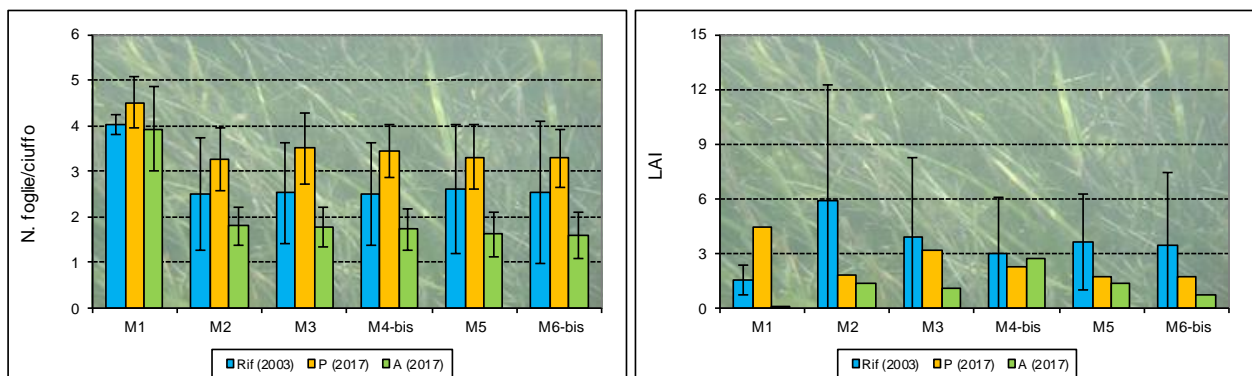 N. foglie/ciuffo
6
5
4
3
2
1
0
M1 M2 M3 M4-bis M5 M6-bis
Rif (2003) P (2017) A (2017)
LAI
15
12
9
6
3
0
M1 M2 M3 M4-bis M5 M6-bis
Rif (2003) P (2017) A (2017)